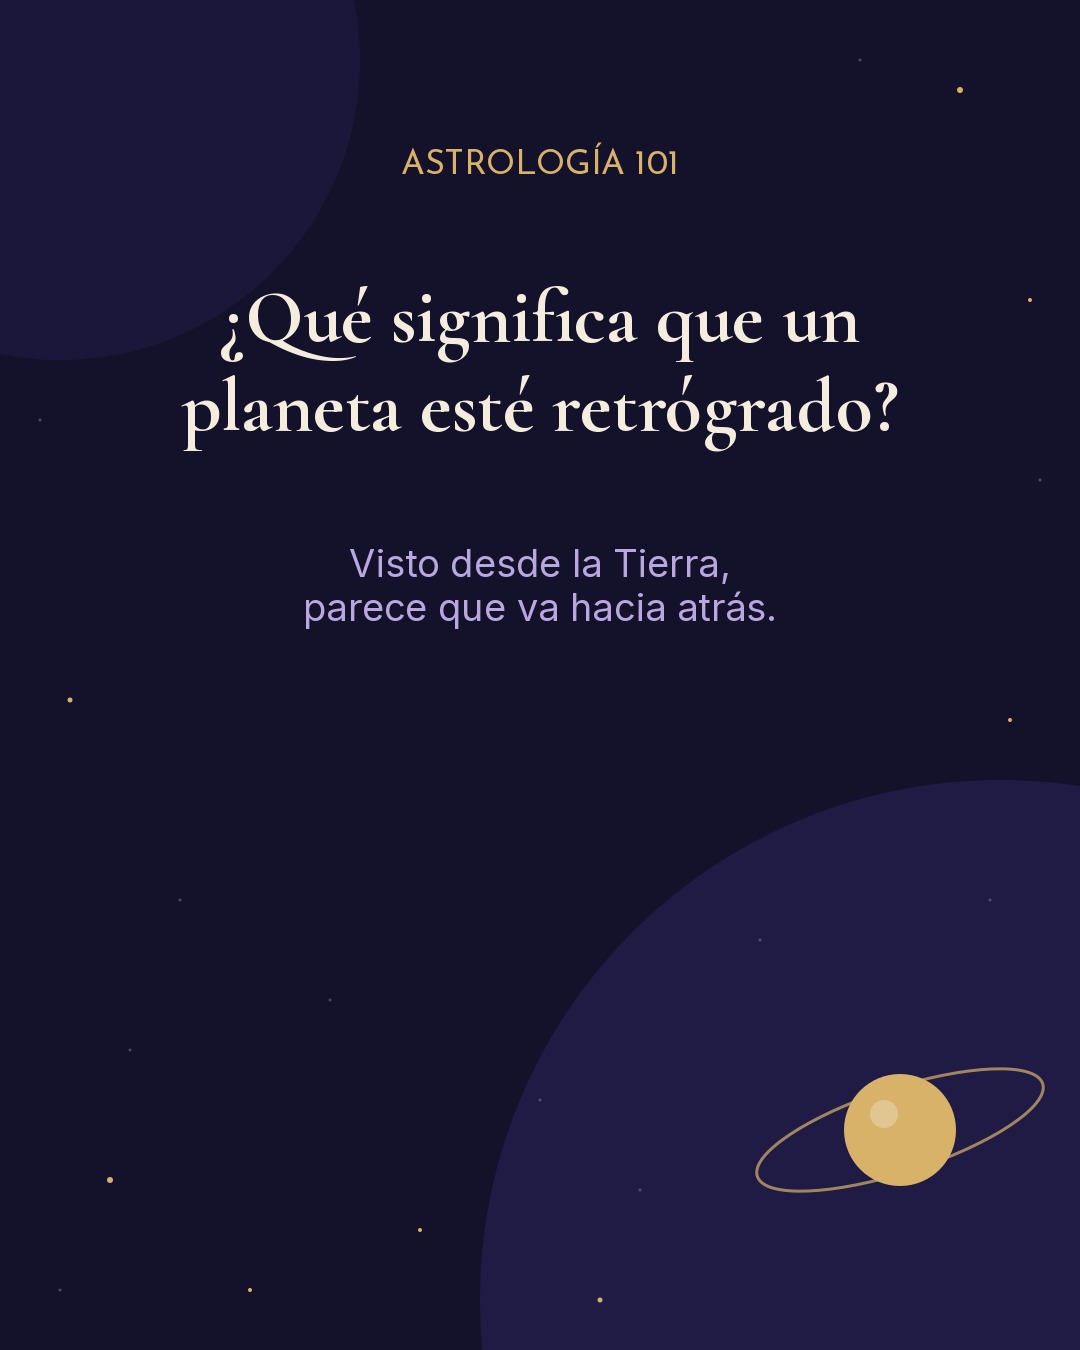 ASTROLOGÍA 101
¿Qué significa que un
planeta esté retrógrado?
Visto desde la Tierra,
parece que va hacia atrás.